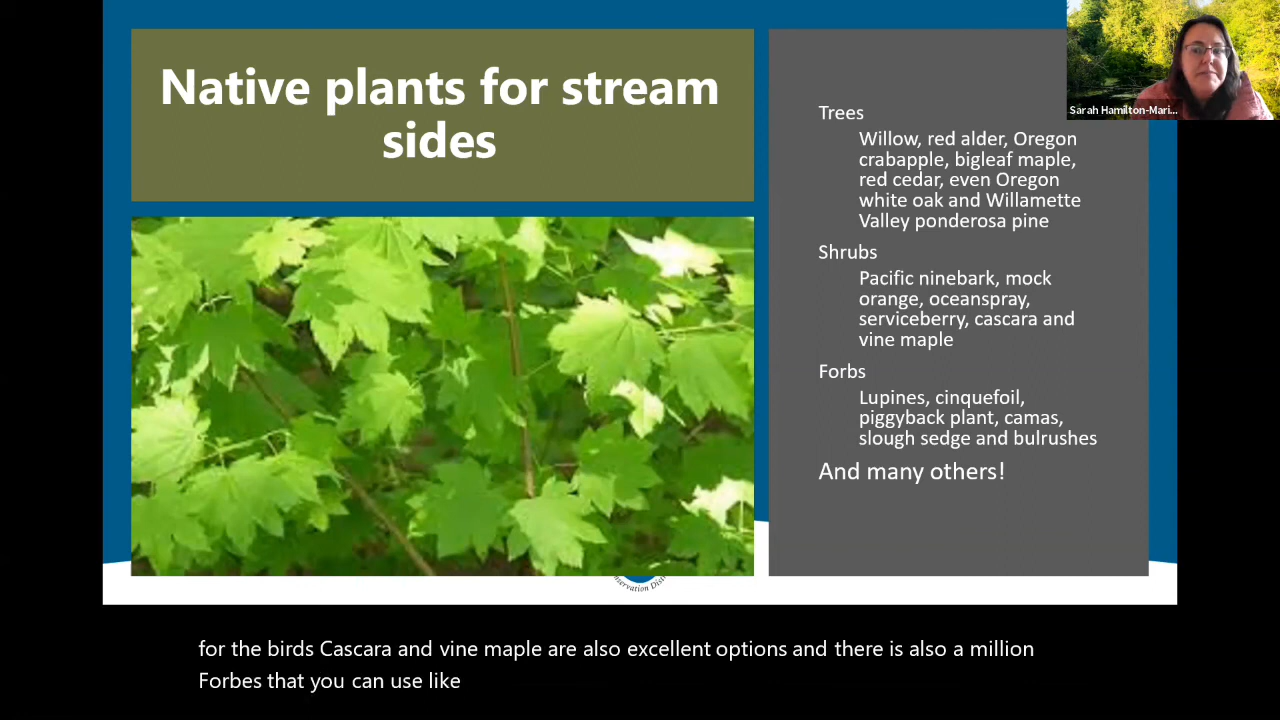 Native plants for stream
sides
Sarah Hamilton-Mari...
Trees
Willow, red alder, Oregon
crabapple, bigleaf maple,
red cedar, even Oregon
white oak and Willamette
Valley ponderosa pine
Shrubs
Pacific ninebark, mock
orange, oceanspray,
serviceberry, cascara and
vine maple
Forbs
Lupines, cinquefoil,
piggyback plant, camas,
slough sedge and bulrushes
And many others!
for the birds Cascara and vine maple are also excellent options and there is also a million
Forbes that you can use like